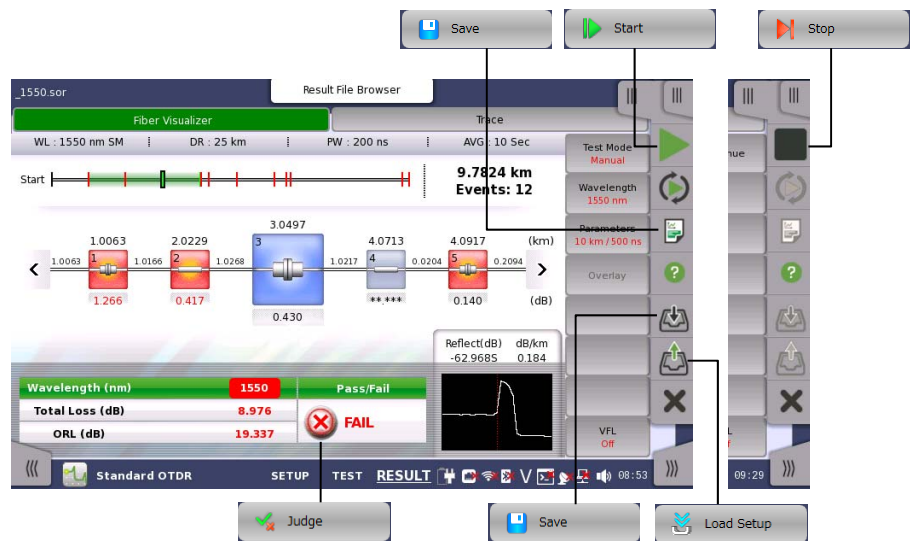 Save
Start
Stop
_1550.sor
Result File Browser
Fiber Visualizer
Trace
WL : 1550 nm SM
DR : 25 km
PW : 200 ns
AVG : 10 Sec
Test Mode
Manual
Start
9.7824 km
Events: 12
Wavelength
1550 nm
Parameters
10 km / 500 ns
Overlay
3.0497
1.0063
2.0229
4.0713
4.0917
(km)
1.0063
1
1.0166
2
1.0268
3
1.0217
4
0.0204
5
0.2094
1.266
0.417
0.430
**.***
0.140
(dB)
Reflect(dB)
dB/km
-62.968S
0.184
Wavelength (nm)
1550
Pass/Fail
Total Loss (dB)
8.976
FAIL
ORL (dB)
19.337
VFL
Off
Standard OTDR
SETUP
TEST
RESULT
08:53
09:29
Judge
Save
Load Setup